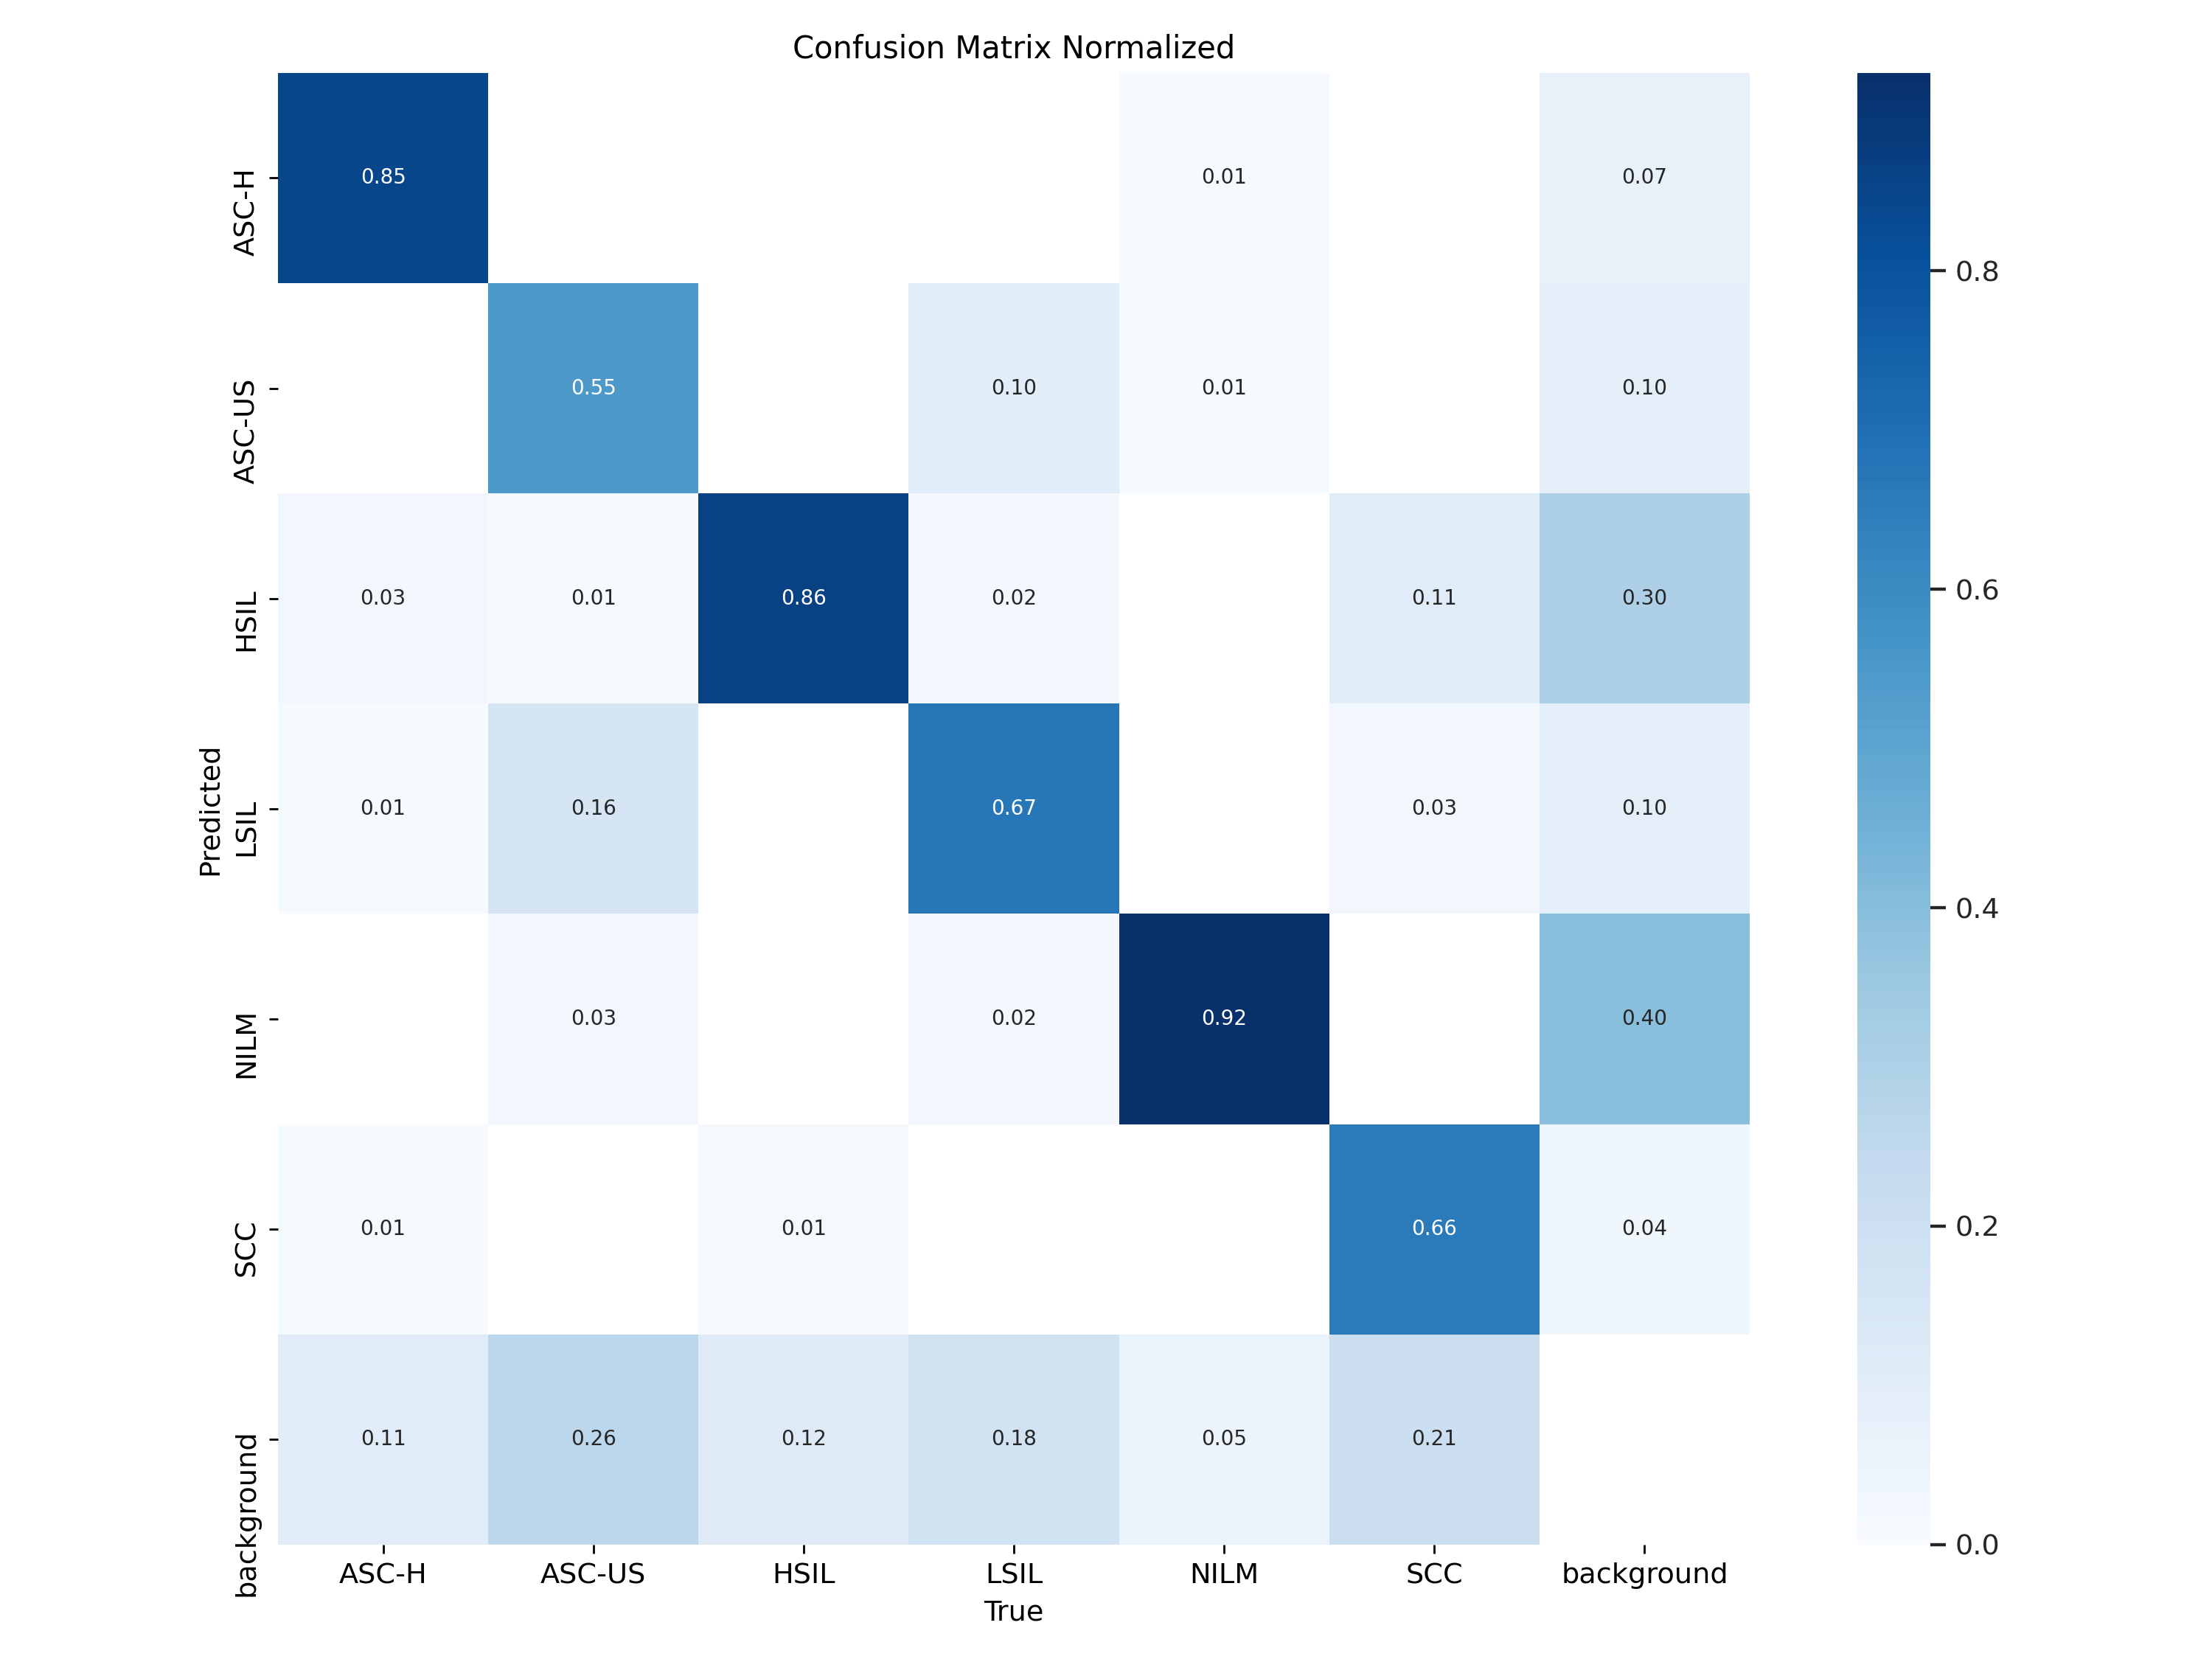 Confusion Matrix Normalized
ASC-H
0.85
0.01
0.07
ASC-US
0.55
0.10
0.01
0.10
HSIL
0.03
0.01
0.86
0.02
0.11
0.30
LSIL
0.01
0.16
0.67
0.03
0.10
NILM
0.03
0.02
0.92
0.40
SCC
0.01
0.01
0.66
0.04
background
0.11
0.26
0.12
0.18
0.05
0.21
Predicted
ASC-H
ASC-US
HSIL
LSIL
NILM
SCC
background
True
0.8
0.6
0.4
0.2
0.0